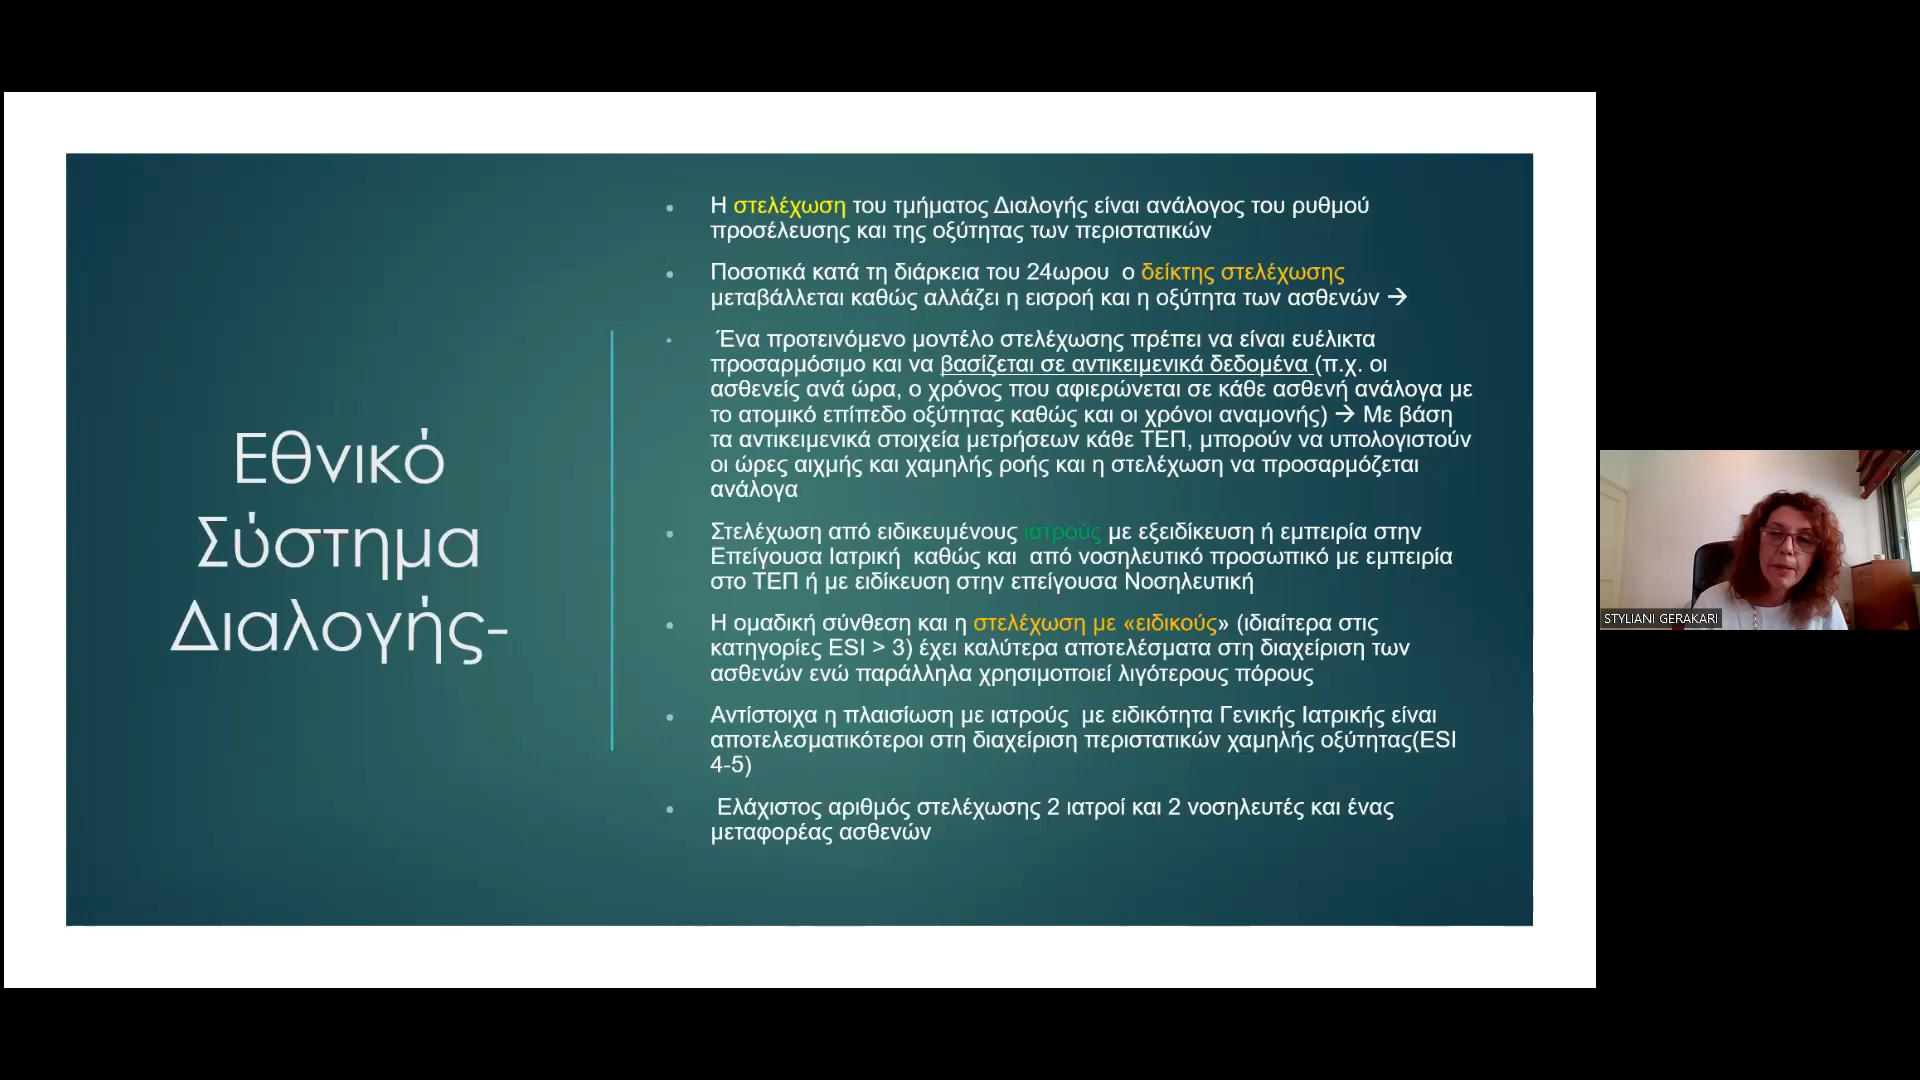 Εθνικό
Σύστημα
Διαλογής-
Η στελέχωση του τμήματος Διαλογής είναι ανάλογος του ρυθμού
προσέλευσης και της οξύτητας των περιστατικών
Ποσοτικά κατά τη διάρκεια του 24ωρου ο δείκτης στελέχωσης
μεταβάλλεται καθώς αλλάζει η εισροή και η οξύτητα των ασθενών →
Ένα προτεινόμενο μοντέλο στελέχωσης πρέπει να είναι ευέλικτα
προσαρμόσιμο και να βασίζεται σε αντικειμενικά δεδομένα (π.χ. οι
ασθενείς ανά ώρα, ο χρόνος που αφιερώνεται σε κάθε ασθενή ανάλογα με
το ατομικό επίπεδο οξύτητας καθώς και οι χρόνοι αναμονής) → Με βάση
τα αντικειμενικά στοιχεία μετρήσεων κάθε ΤΕΠ, μπορούν να υπολογιστούν
οι ώρες αιχμής και χαμηλής ροής και η στελέχωση να προσαρμόζεται
ανάλογα
Στελέχωση από ειδικευμένους ιατρούς με εξειδίκευση ή εμπειρία στην
Επείγουσα Ιατρική καθώς και από νοσηλευτικό προσωπικό με εμπειρία
στο ΤΕΠ ή με ειδίκευση στην επείγουσα Νοσηλευτική
Η ομαδική σύνθεση και η στελέχωση με «ειδικούς» (ιδιαίτερα στις
κατηγορίες ESI > 3) έχει καλύτερα αποτελέσματα στη διαχείριση των
ασθενών ενώ παράλληλα χρησιμοποιεί λιγότερους πόρους
Αντίστοιχα η πλαισίωση με ιατρούς με ειδικότητα Γενικής Ιατρικής είναι
αποτελεσματικότεροι στη διαχείριση περιστατικών χαμηλής οξύτητας(ESI
4-5)
Ελάχιστος αριθμός στελέχωσης 2 ιατροί και 2 νοσηλευτές και ένας
μεταφορέας ασθενών
STYLIANI GERAKARI